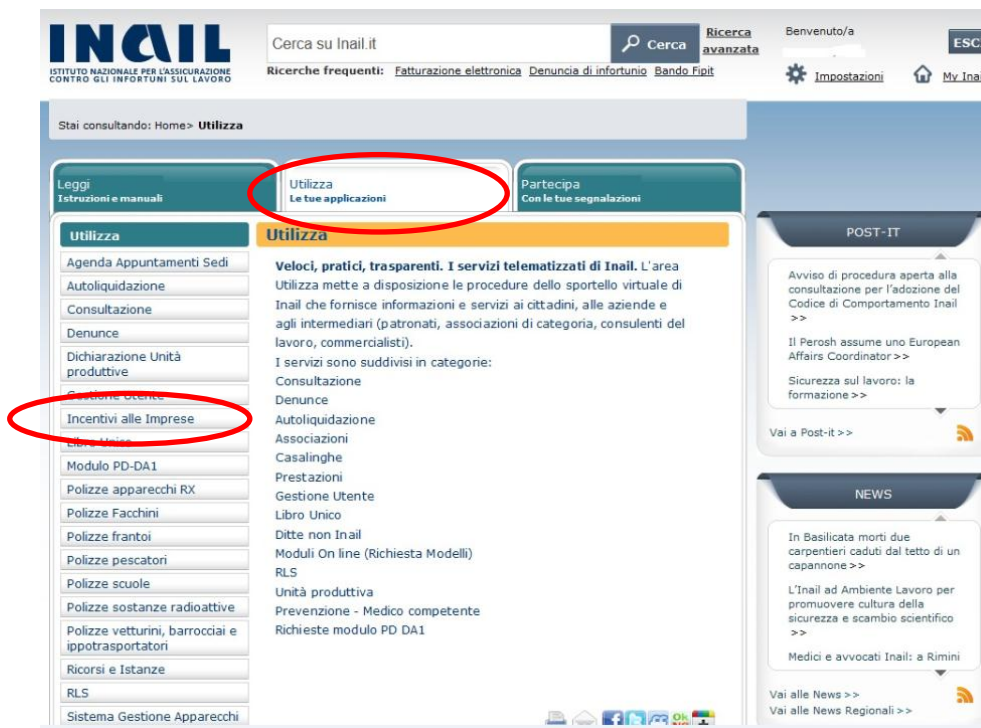 INAIL
ISTITUTO NAZIONALE PER L'ASSICURAZIONE
CONTRO GLI INFORTUNI SUL LAVORO
Cerca su Inail.it
Cerca
Ricerca
avanzata
Ricerche frequenti: Fatturazione elettronica Denuncia di infortunio Bando Fipit
Benvenuto/a
ESC
Impostazioni
My Inai
Stai consultando: Home> Utilizza
Leggi
Istruzioni e manuali
Utilizza
Le tue applicazioni
Partecipa
Con le tue segnalazioni
Utilizza
Agenda Appuntamenti Sedi
Autoliquidazione
Consultazione
Denunce
Dichiarazione Unità
produttive
Gestione Utente
Incentivi alle Imprese
Libro Unico
Modulo PD-DA1
Polizze apparecchi RX
Polizze Facchini
Polizze frantoi
Polizze pescatori
Polizze scuole
Polizze sostanze radioattive
Polizze vetturini, barrocciai e
ippotrasportatori
Ricorsi e Istanze
RLS
Sistema Gestione Apparecchi
Utilizza
Veloci, pratici, trasparenti. I servizi telematizzati di Inail. L'area
Utilizza mette a disposizione le procedure dello sportello virtuale di
Inail che fornisce informazioni e servizi ai cittadini, alle aziende e
agli intermediari (patronati, associazioni di categoria, consulenti del
lavoro, commercialisti).
I servizi sono suddivisi in categorie:
Consultazione
Denunce
Autoliquidazione
Associazioni
Casalinghe
Prestazioni
Gestione Utente
Libro Unico
Ditte non Inail
Moduli On line (Richiesta Modelli)
RLS
Unità produttiva
Prevenzione - Medico competente
Richieste modulo PD DA1
POST-IT
Avviso di procedura aperta alla
consultazione per l'adozione del
Codice di Comportamento Inail
>>
Il Perosh assume uno European
Affairs Coordinator >>
Sicurezza sul lavoro: la
formazione >>
Vai a Post-it >>
NEWS
In Basilicata morti due
carpentieri caduti dal tetto di un
capannone >>
L'Inail ad Ambiente Lavoro per
promuovere cultura della
sicurezza e scambio scientifico
>>
Medici e avvocati Inail: a Rimini
Vai alle News >>
Vai alle News Regionali >>